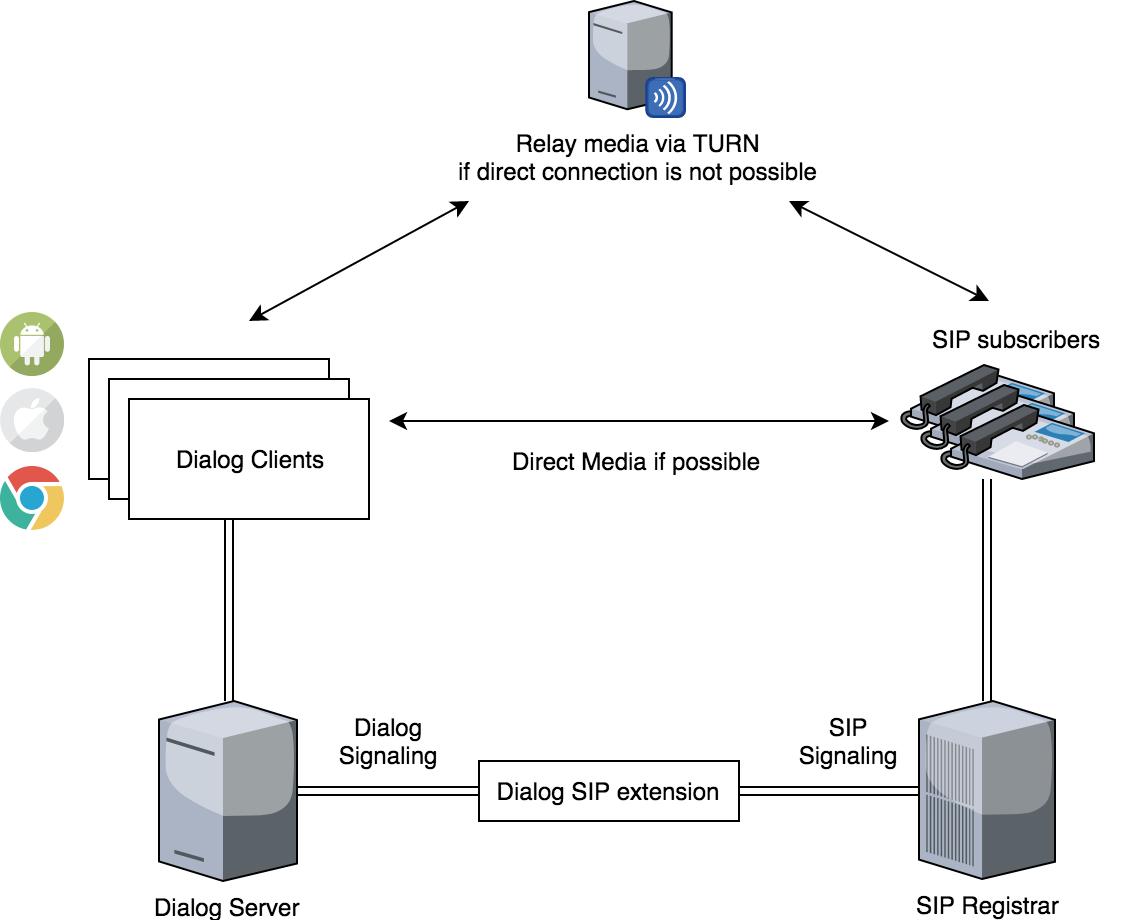 Relay media via TURN
if direct connection is not possible
SIP subscribers
Dialog Clients
Direct Media if possible
Dialog
Signaling
SIP
Signaling
Dialog SIP extension
Dialog Server
SIP Registrar